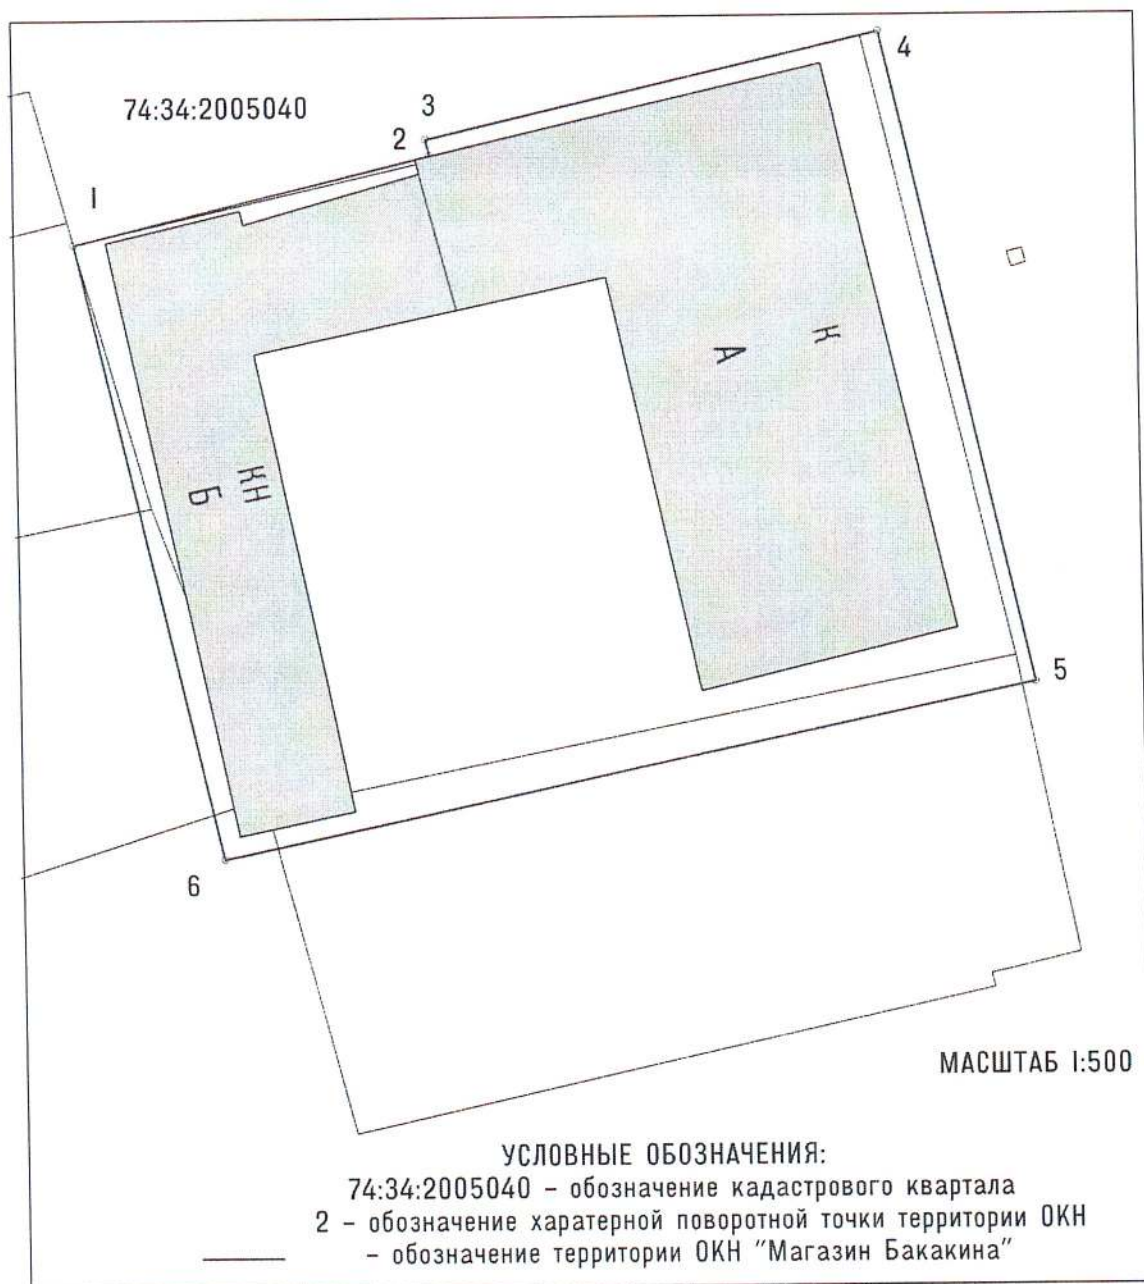 4
74:34:2005040
3
2
I
К
А
КН
Б
5
6
МАСШТАБ I:500
УСЛОВНЫЕ ОБОЗНАЧЕНИЯ:
74:34:2005040 – обозначение кадастрового квартала
2 – обозначение харатерной поворотной точки территории ОКН
– обозначение территории ОКН "Магазин Бакакина"